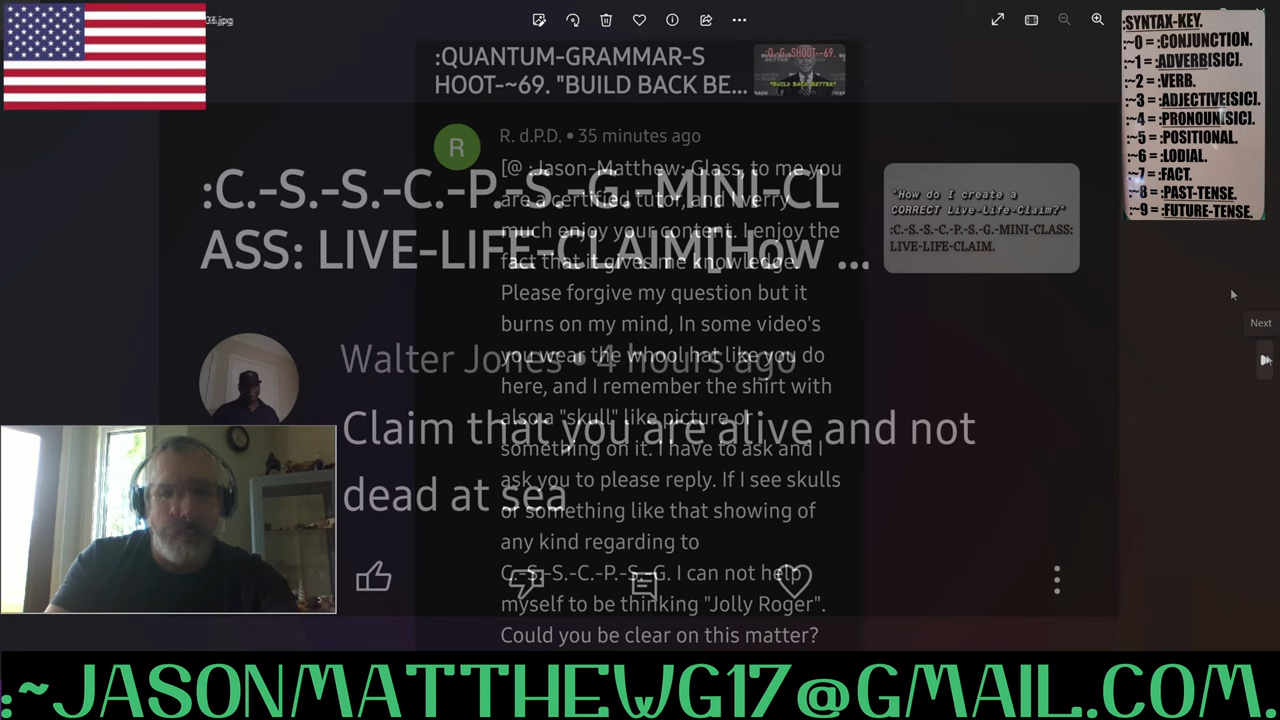 36.jpg
:QUANTUM-GRAMMAR-S
HOOT-~69. "BUILD BACK BE...
:Q.-G.-SHOOT-~69.
"BUILD BACK BETTER"
R
R. d.P.D. • 35 minutes ago
[@ :Jason-Matthew: Glass, to me you
are a certified tutor, and I verry
much enjoy your content. I enjoy the
fact that it gives me knowledge.
Please forgive my question but it
burns on my mind, In some video's
you wear the whool hat like you do
here, and I remember the shirt with
also a "skull" like picture or
something on it. I have to ask and I
ask you to please reply. If I see skulls
or something like that showing of
any kind regarding to
C.-S.-S.-C.-P.-S.-G. I can not help
myself to be thinking "Jolly Roger".
Could you be clear on this matter?
:C.-S.-S.-C.-P.-S.-G.-MINI-CL
ASS: LIVE-LIFE-CLAIM[How ...
"How do I create a
CORRECT Live-Life-Claim?"
:C.-S.-S.-C.-P.-S.-G.-MINI-CLASS:
LIVE-LIFE-CLAIM.
Walter Jones • 4 hours ago
Claim that you are alive and not
dead at sea
:SYNTAX-KEY.
:~0 = :CONJUNCTION.
:~1 = :ADVERB[SIC].
:~2 = VERB.
:~3 = :ADJECTIVE[SIC].
:~4 = :PRONOUN[SIC].
:~5 = :POSITIONAL.
:~6 = :LODIAL.
:~7 = :FACT.
:~8 = :PAST-TENSE.
:~9 = :FUTURE-TENSE.
Next
:~JASONMATTHEWG17@GMAIL.COM.